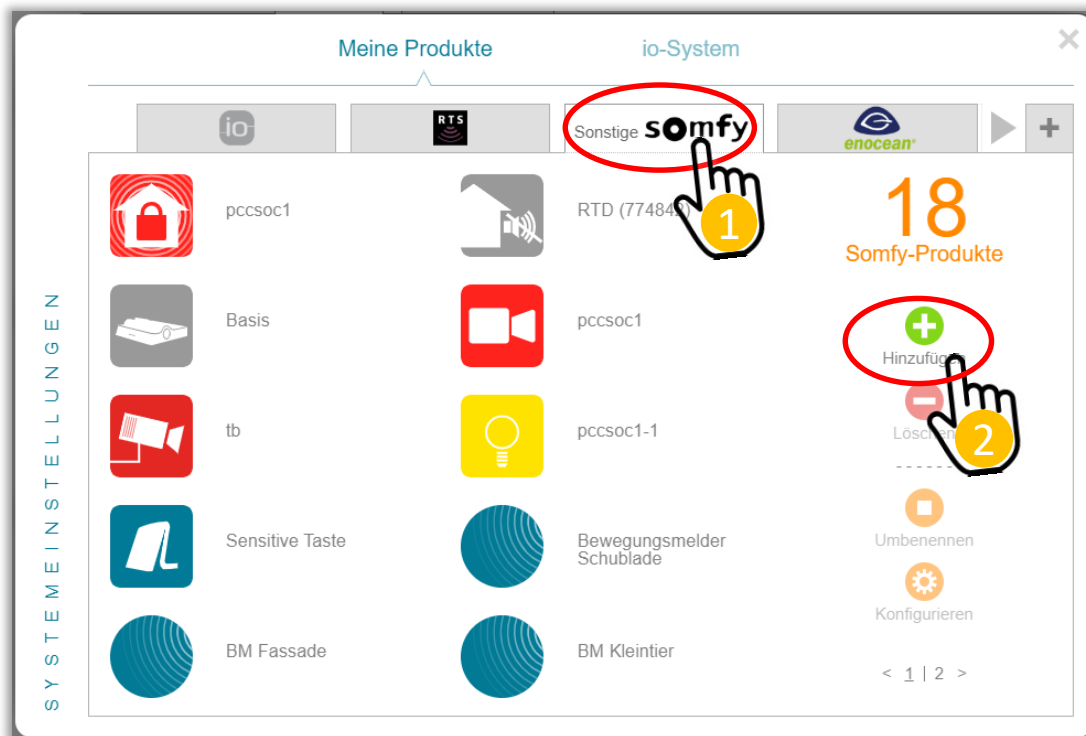 Meine Produkte
io-System
io
RTS
Sonstige somfy
enocean
pccsoc1
RTD (774842)
1
18
Somfy-Produkte
Basis
pccsoc1
Hinzufügen
tb
pccsoc1-1
Löschen
2
Sensitive Taste
Bewegungsmelder
Schublade
Umbenennen
Konfigurieren
BM Fassade
BM Kleintier
< 1 | 2 >
SYSTEMEINSTELLUNGEN